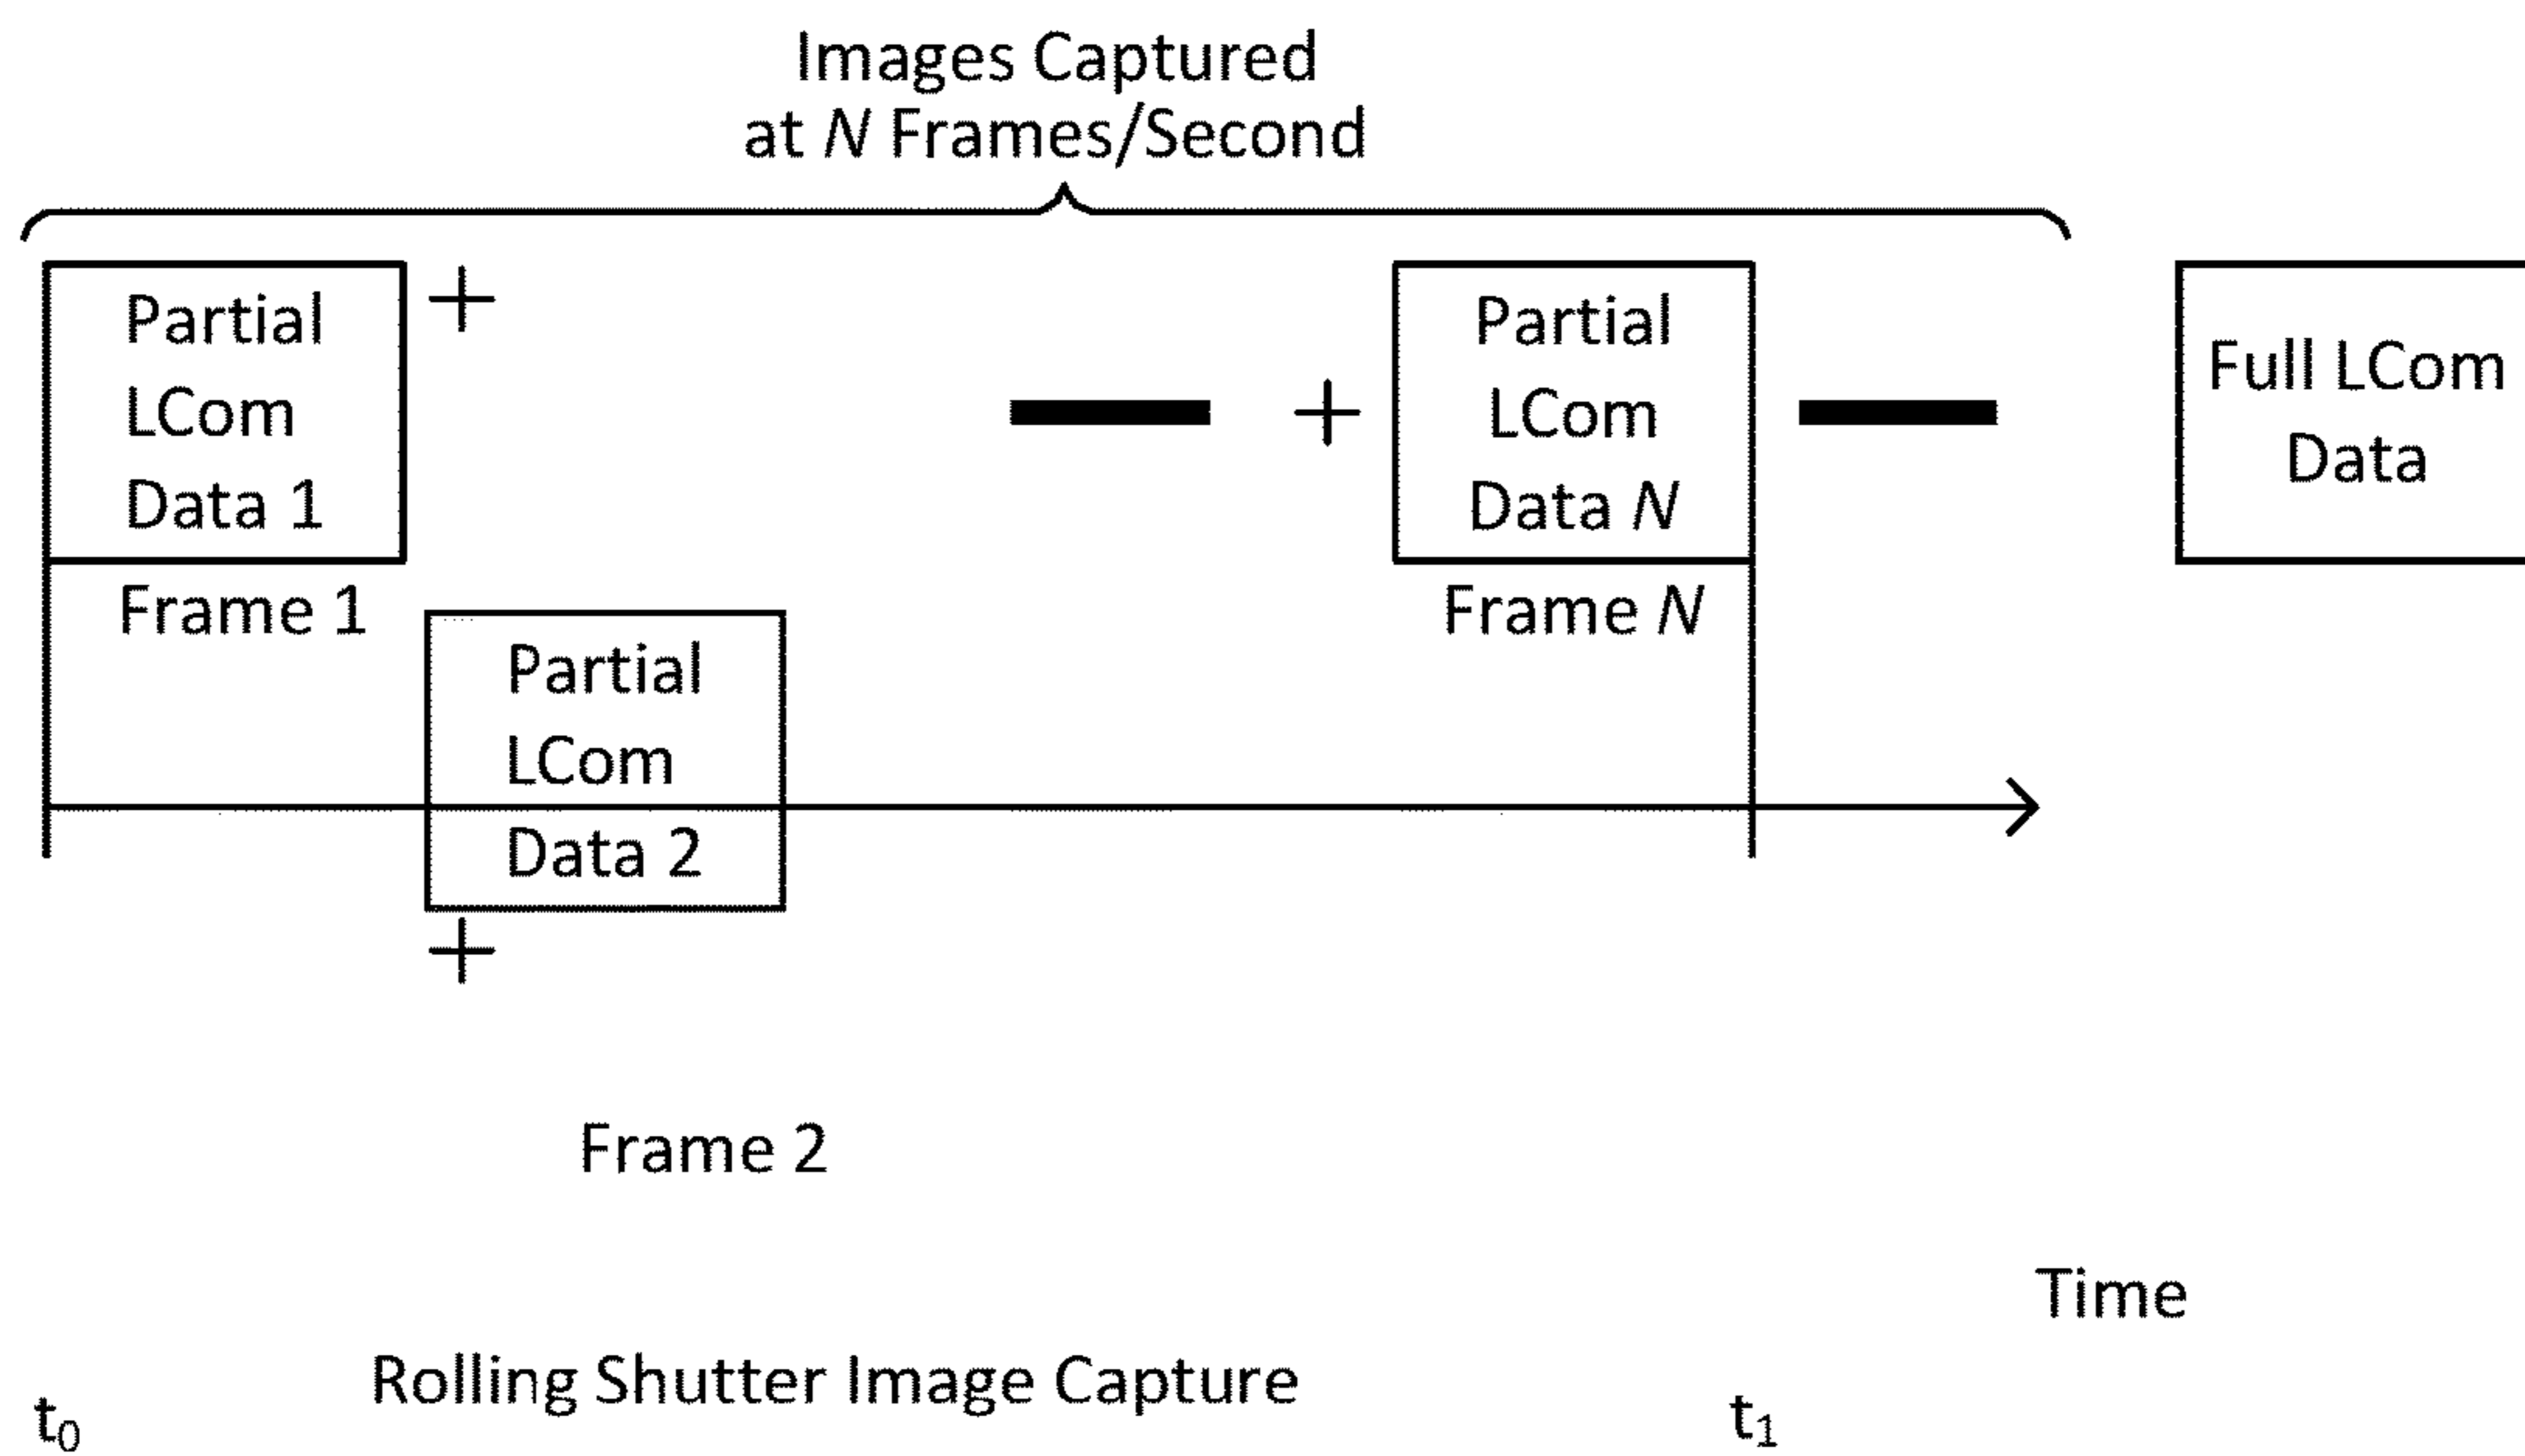 Images Captured
at N Frames/Second
Partial
LCom
Data 1
+
+
Partial
LCom
Data N
Full LCom
Data
Frame 1
Frame N
Partial
LCom
Data 2
+
Frame 2
Time
Rolling Shutter Image Capture
t₀
t₁